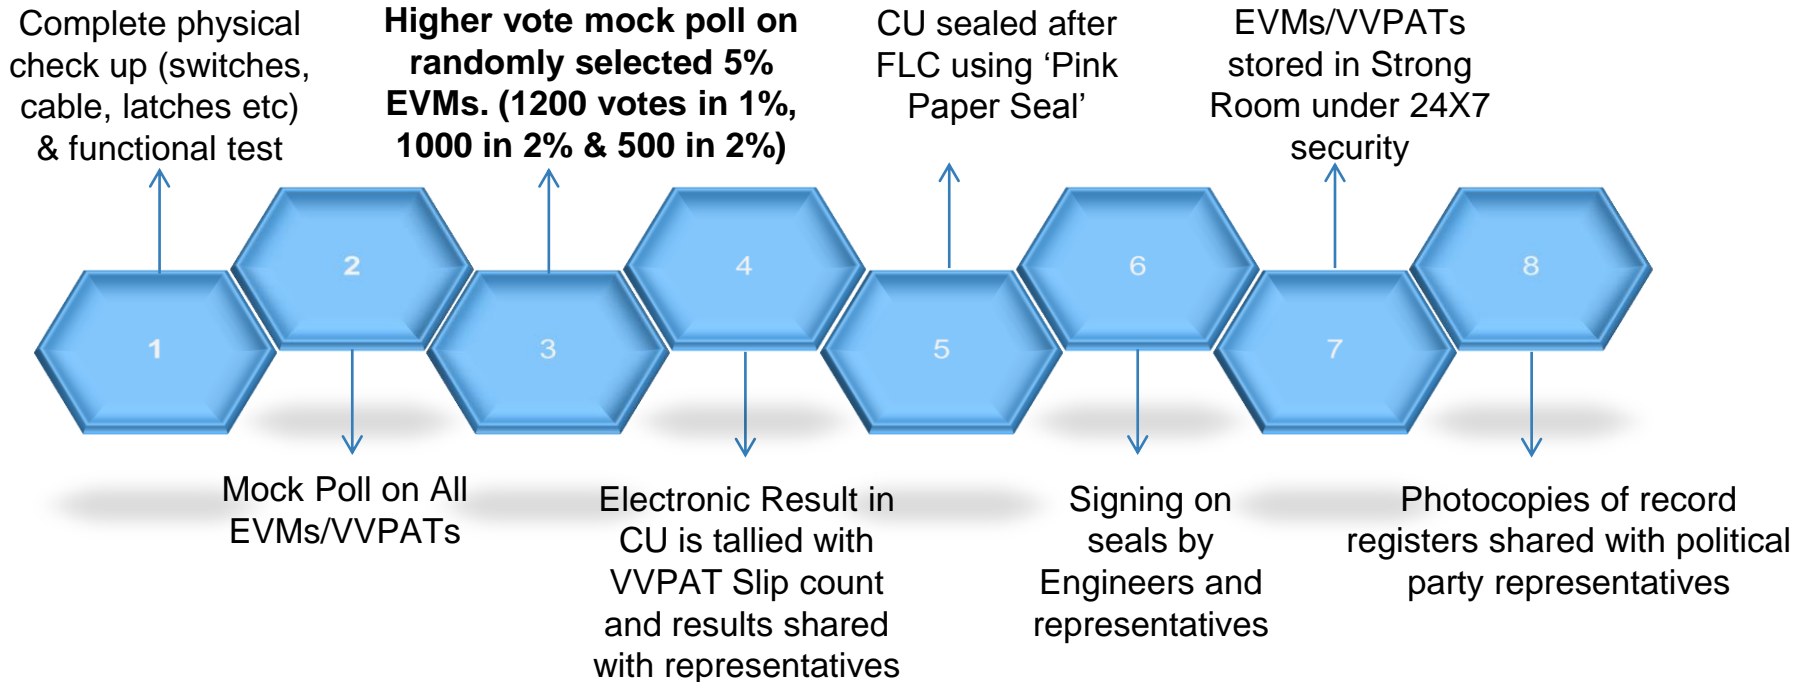 Complete physical
check up (switches,
cable, latches etc)
& functional test
Higher vote mock poll on
randomly selected 5%
EVMs. (1200 votes in 1%,
1000 in 2% & 500 in 2%)
CU sealed after
FLC using ‘Pink
Paper Seal’
EVMs/VVPATs
stored in Strong
Room under 24X7
security
1
2
3
4
5
6
7
8
Mock Poll on All
EVMs/VVPATs
Electronic Result in
CU is tallied with
VVPAT Slip count
and results shared
with representatives
Signing on
seals by
Engineers and
representatives
Photocopies of record
registers shared with political
party representatives